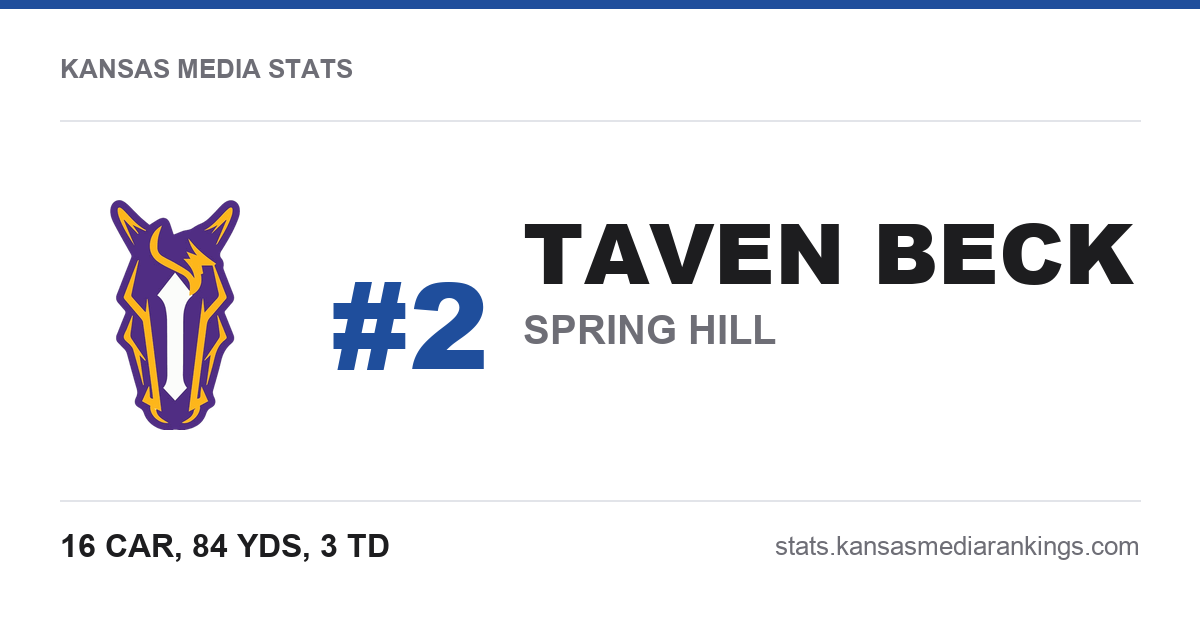 KANSAS MEDIA STATS
#2
TAVEN BECK
SPRING HILL
16 CAR, 84 YDS, 3 TD
stats.kansasmediarankings.com